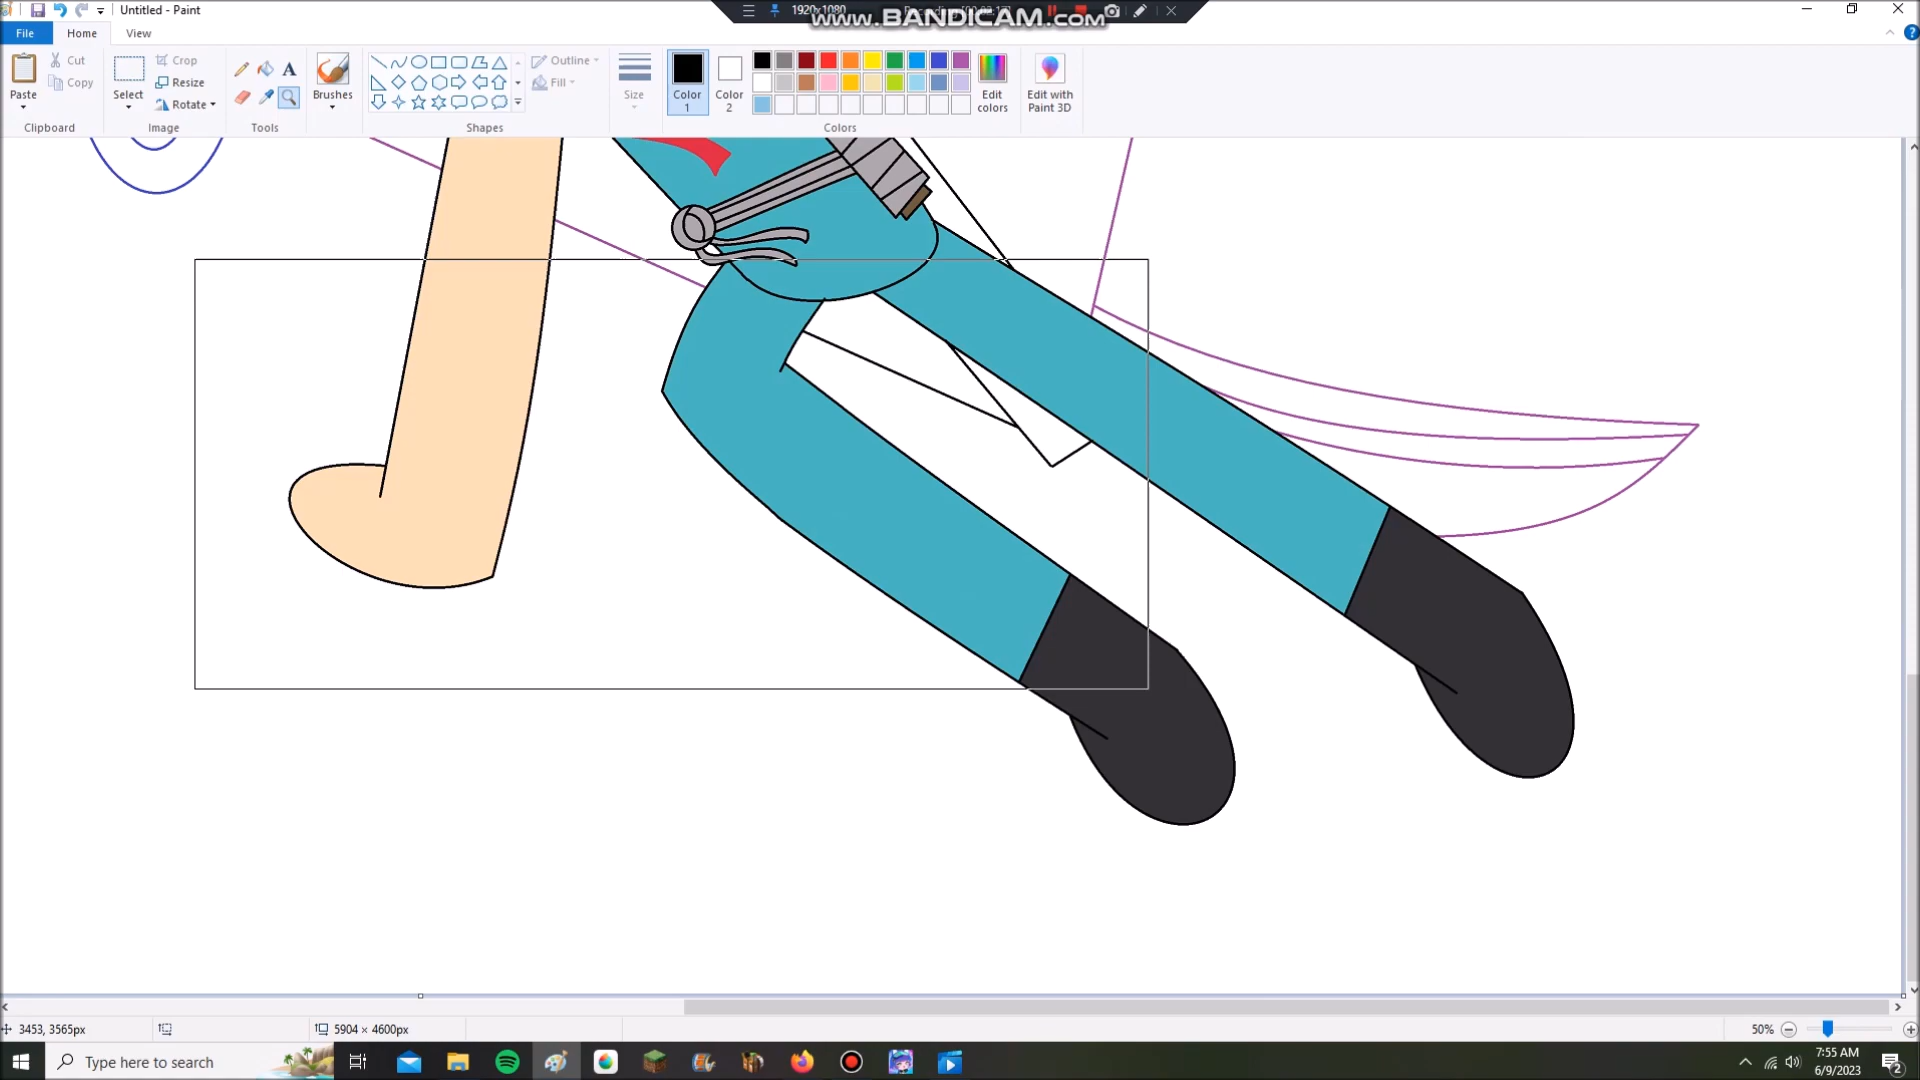 Untitled - Paint
1920x1080
www.BANDICAM.com
File
Home
View
Paste
Cut
Copy
Clipboard
Select
Crop
Resize
Rotate
Image
Tools
Brushes
Shapes
Outline
Fill
Size
Color
1
Color
2
Edit
colors
Colors
Edit with
Paint 3D
3453, 3565px
5904 × 4600px
50%
Type here to search
7:55 AM
6/9/2023
2